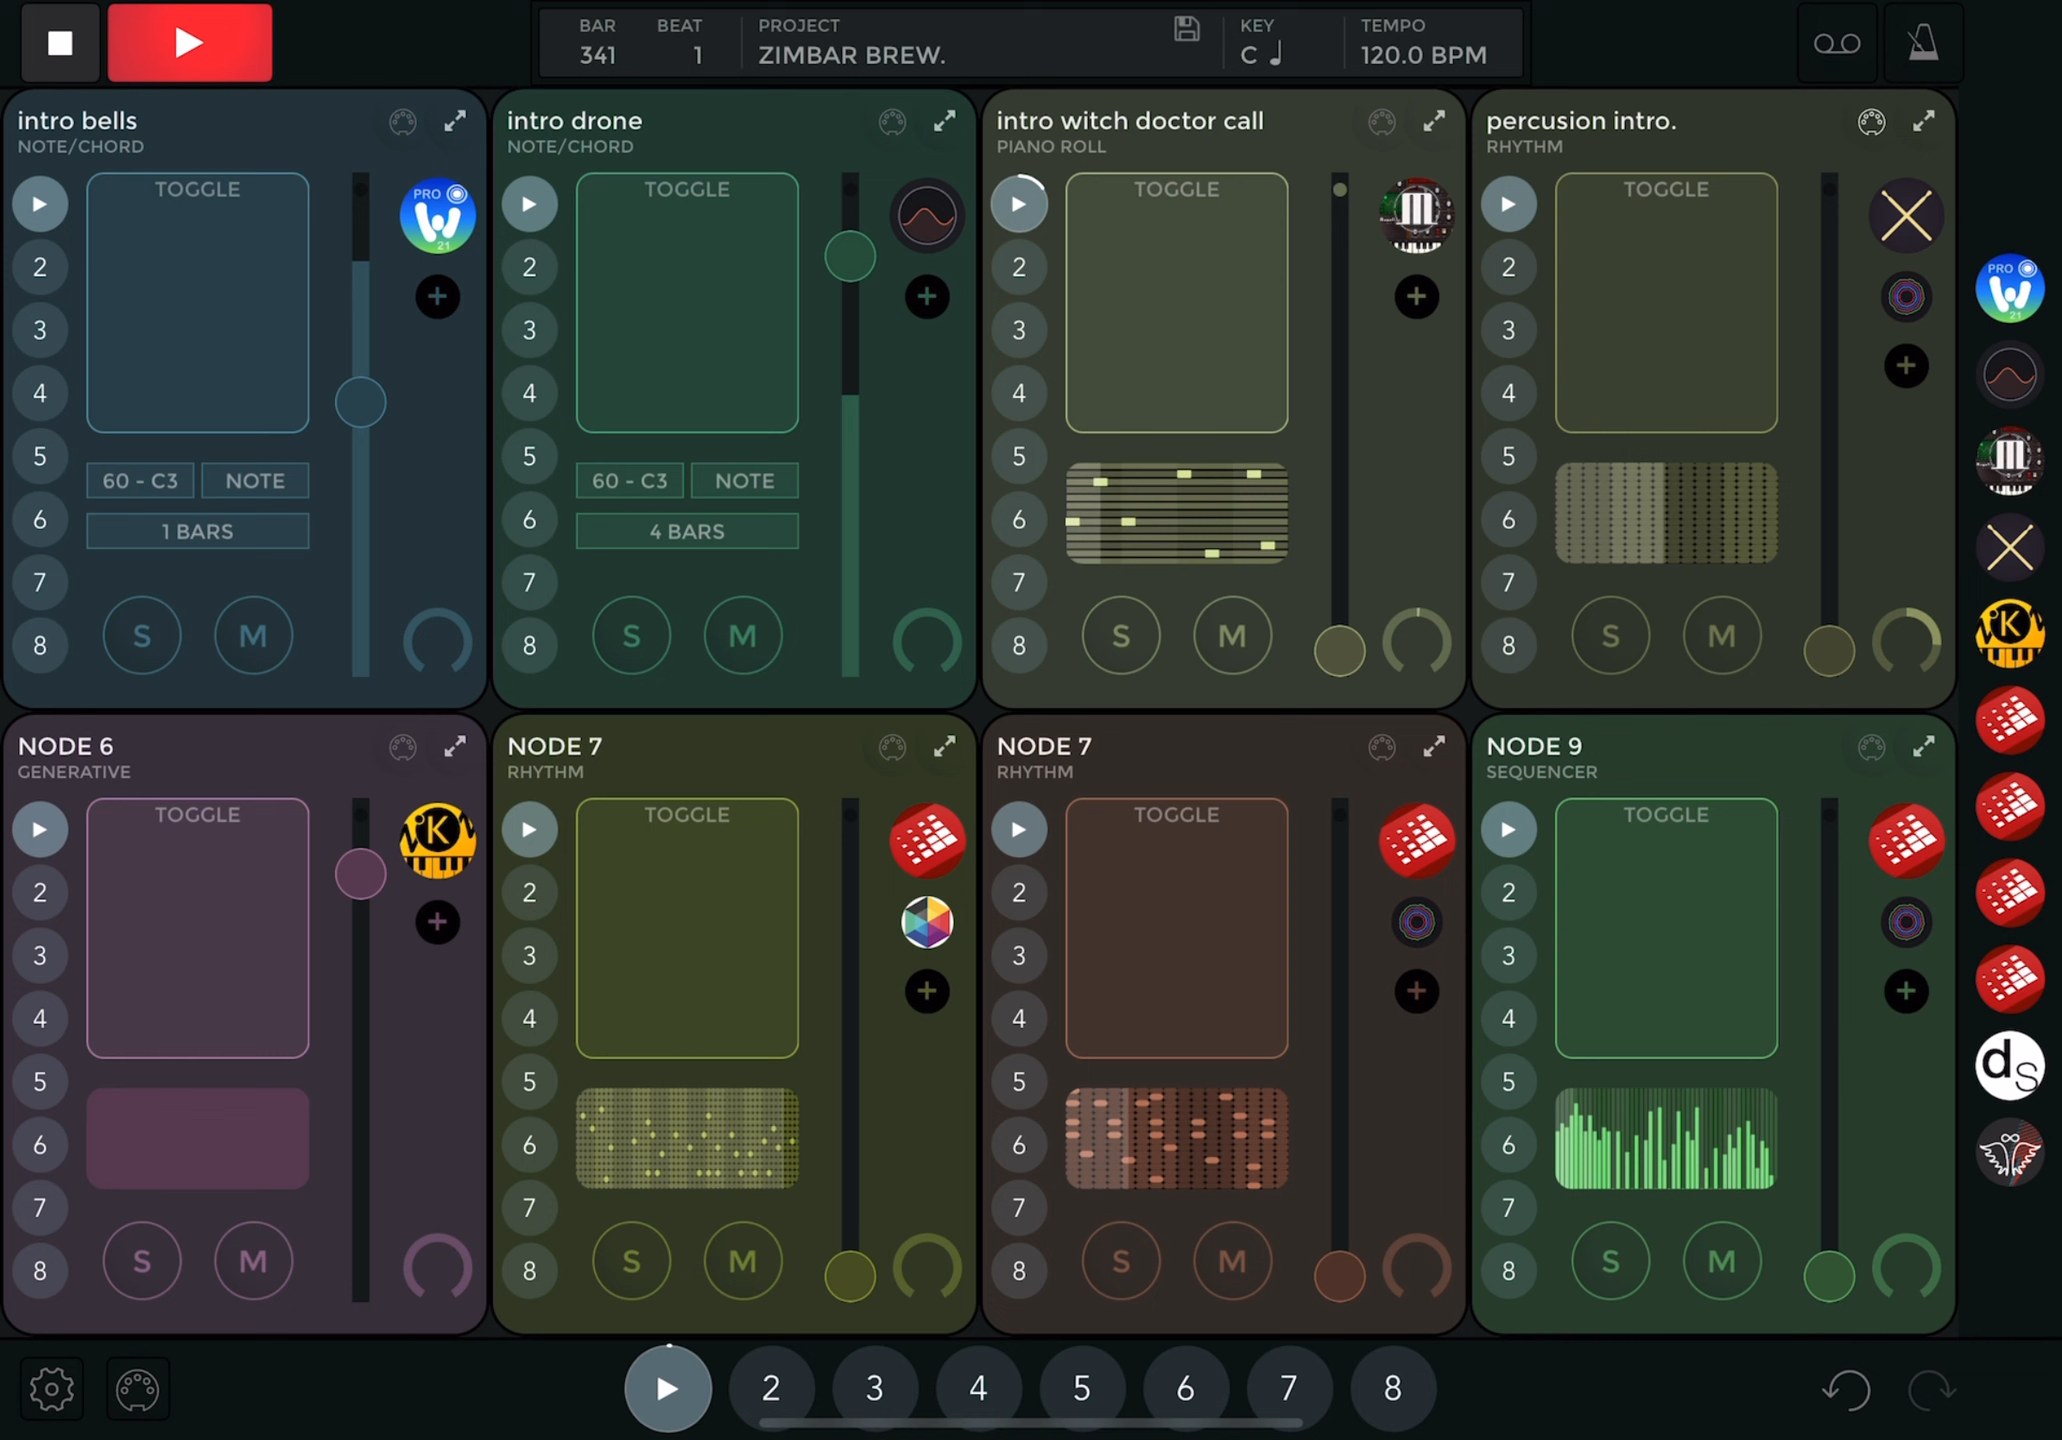 BAR BEAT PROJECT KEY TEMPO
341 1 ZIMBAR BREW. C 120.0 BPM
intro bells
NOTE/CHORD
TOGGLE
PRO
21
2
3
4
5
6
7
8
60 - C3 NOTE
1 BARS
S M
intro drone
NOTE/CHORD
TOGGLE
2
3
4
5
6
7
8
60 - C3 NOTE
4 BARS
S M
intro witch doctor call
PIANO ROLL
TOGGLE
2
3
4
5
6
7
8
S M
percusion intro.
RHYTHM
TOGGLE
2
3
4
5
6
7
8
S M
NODE 6
GENERATIVE
TOGGLE
K
2
3
4
5
6
7
8
S M
NODE 7
RHYTHM
TOGGLE
2
3
4
5
6
7
8
S M
NODE 7
RHYTHM
TOGGLE
2
3
4
5
6
7
8
S M
NODE 9
SEQUENCER
TOGGLE
2
3
4
5
6
7
8
S M
PRO
21
K
ds
2 3 4 5 6 7 8